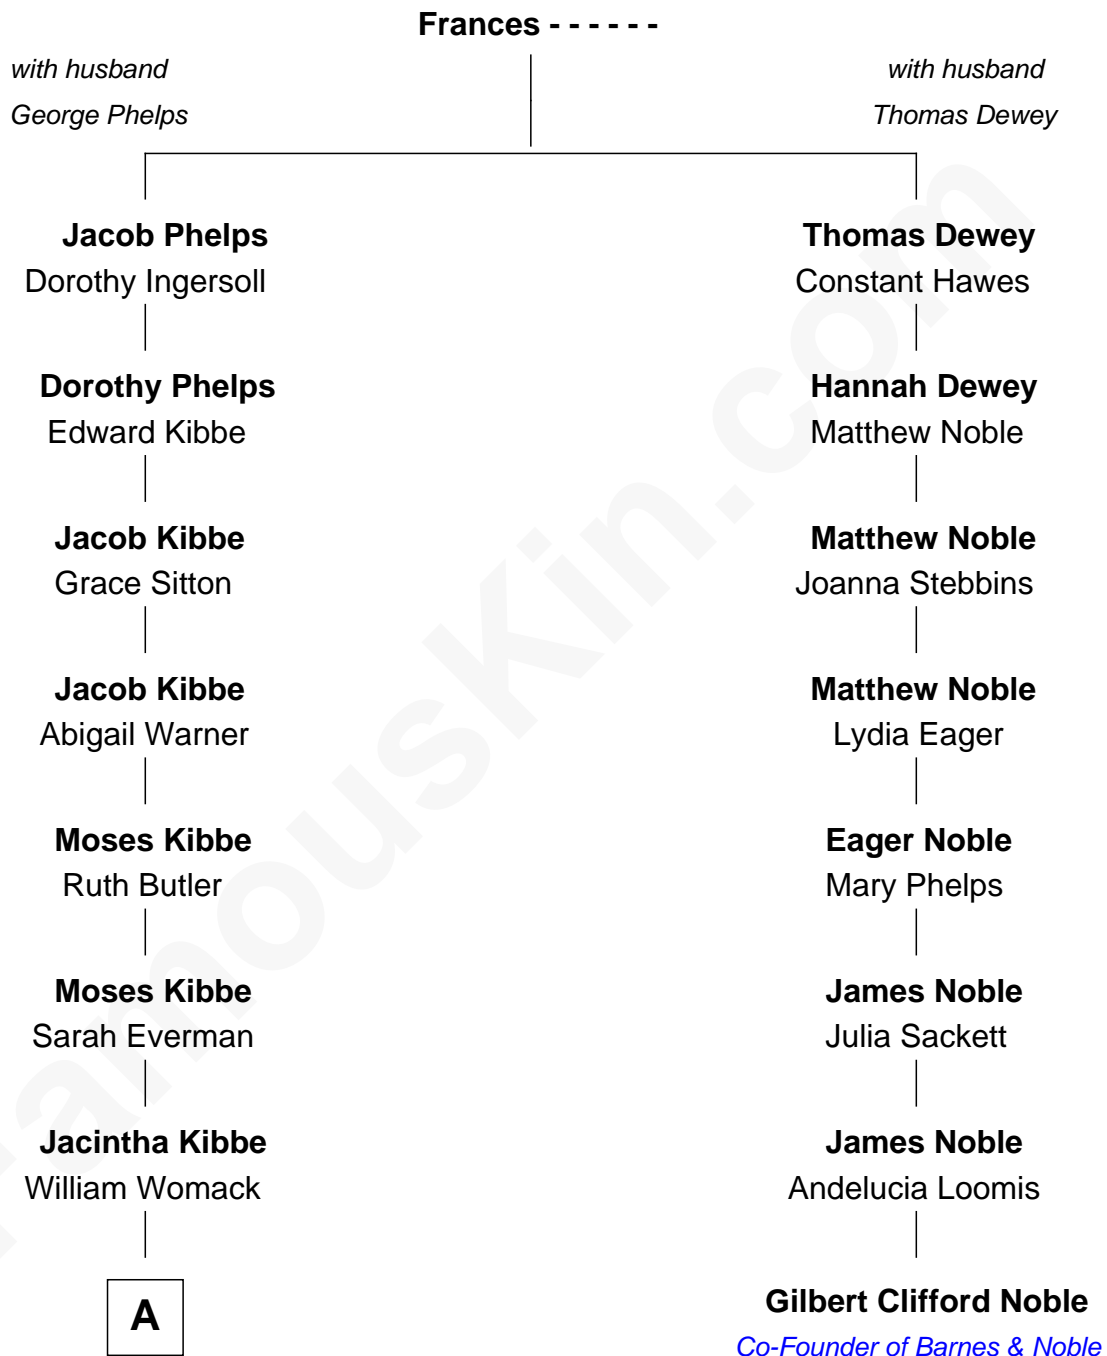 Frances - - - - - -
with husband
George Phelps
with husband
Thomas Dewey
Jacob Phelps
Dorothy Ingersoll
Thomas Dewey
Constant Hawes
Dorothy Phelps
Edward Kibbe
Hannah Dewey
Matthew Noble
Jacob Kibbe
Grace Sitton
Matthew Noble
Joanna Stebbins
Jacob Kibbe
Abigail Warner
Matthew Noble
Lydia Eager
Moses Kibbe
Ruth Butler
Eager Noble
Mary Phelps
Moses Kibbe
Sarah Everman
James Noble
Julia Sackett
Jacintha Kibbe
William Womack
James Noble
Andelucia Loomis
A
Gilbert Clifford Noble
Co-Founder of Barnes & Noble
FamousKin.com